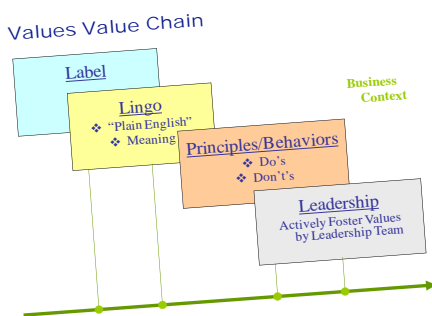 Values Value Chain
Label
Lingo
❖ “Plain English”
❖ Meaning
Principles/Behaviors
❖ Do’s
❖ Don’t’s
Leadership
Actively Foster Values
by Leadership Team
Business
Context